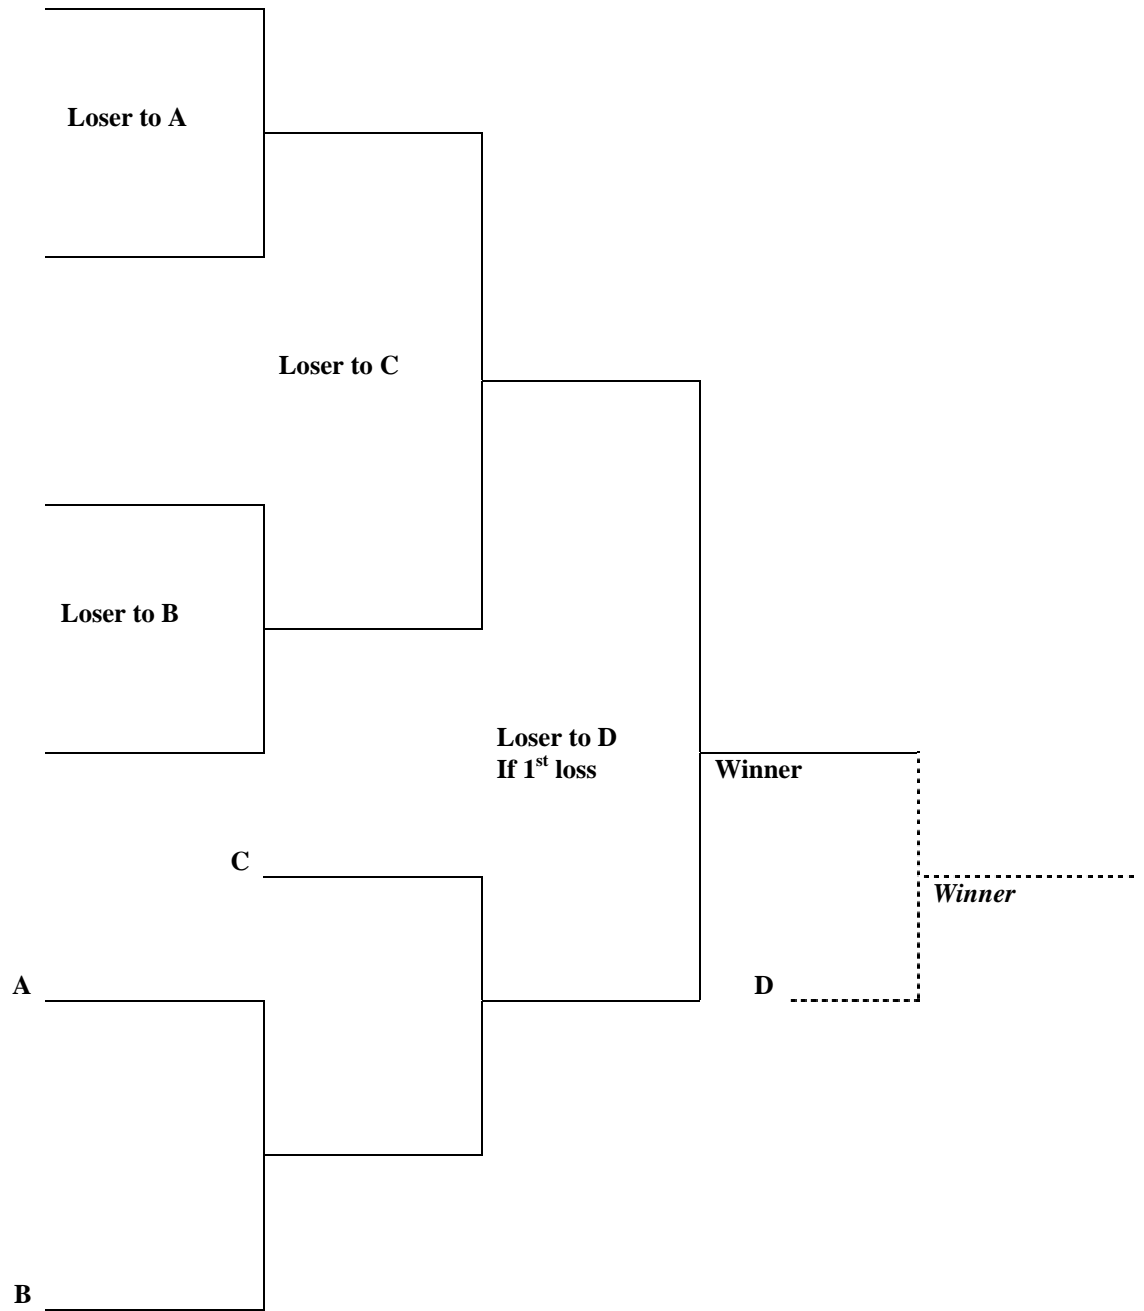 Loser to A
Loser to C
Loser to B
Loser to D
If 1st loss
Winner
C
Winner
A
D
B